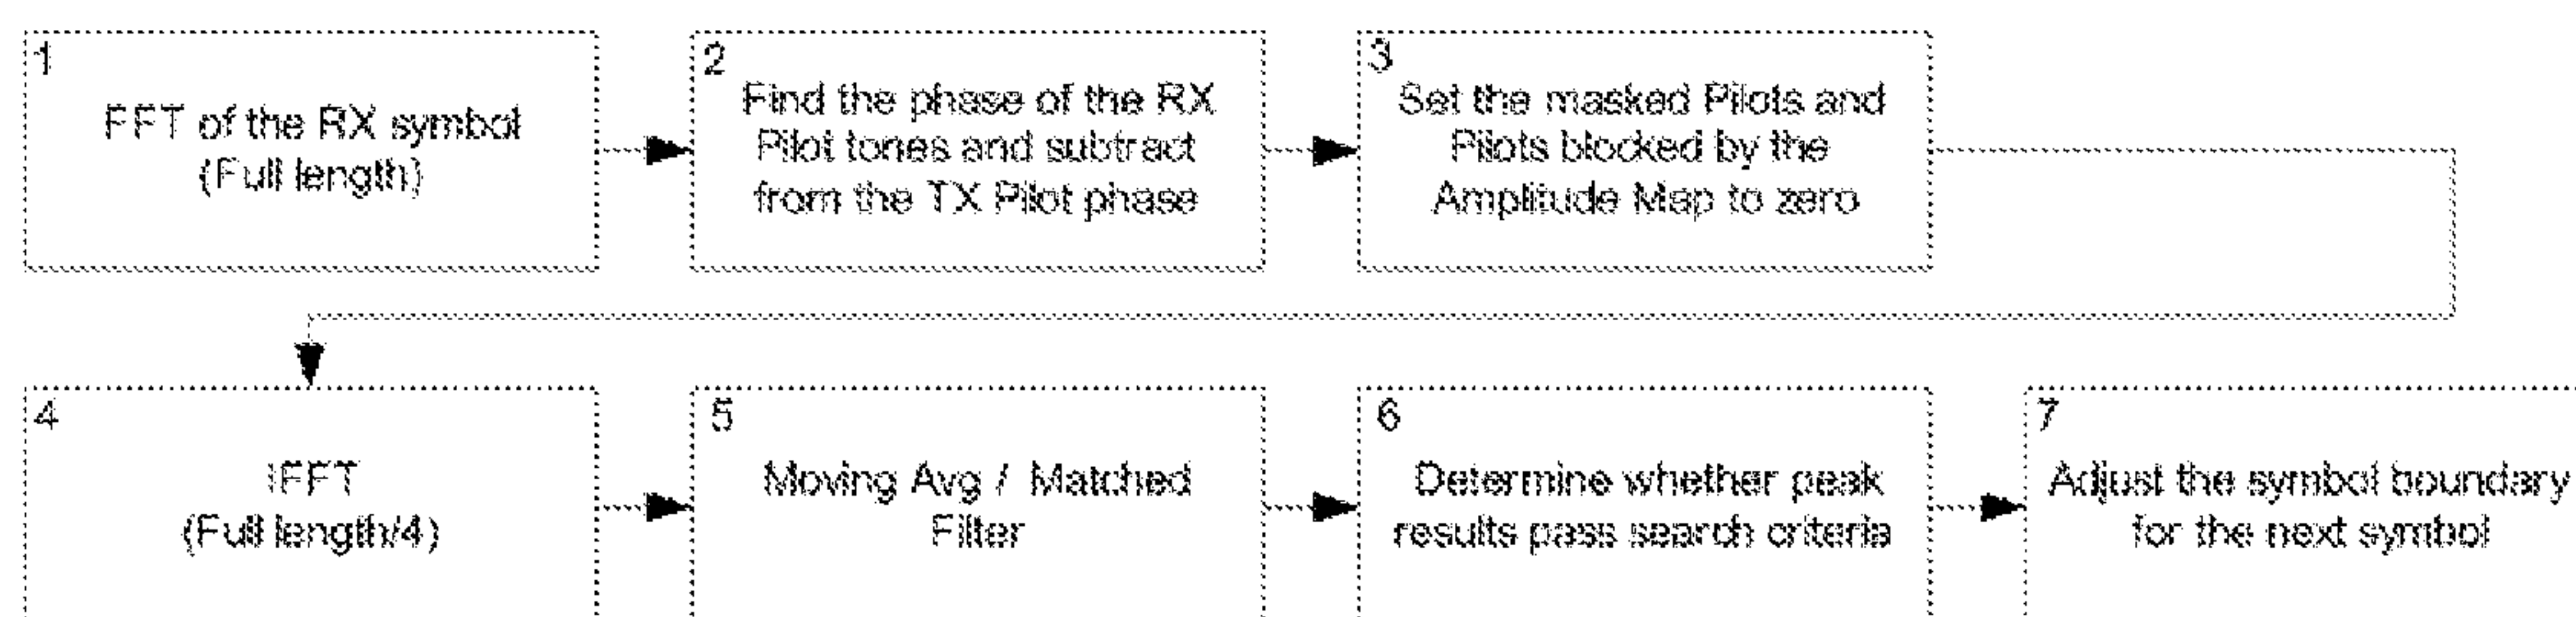 1
FFT of the RX symbol
(Full length)
2
Find the phase of the RX
Pilot tones and subtract
from the TX Pilot phase
3
Set the masked Pilots and
Pilots blocked by the
Amplitude Map to zero
4
IFFT
(Full length/4)
5
Moving Avg / Matched
Filter
6
Determine whether peak
results pass search criteria
7
Adjust the symbol boundary
for the next symbol